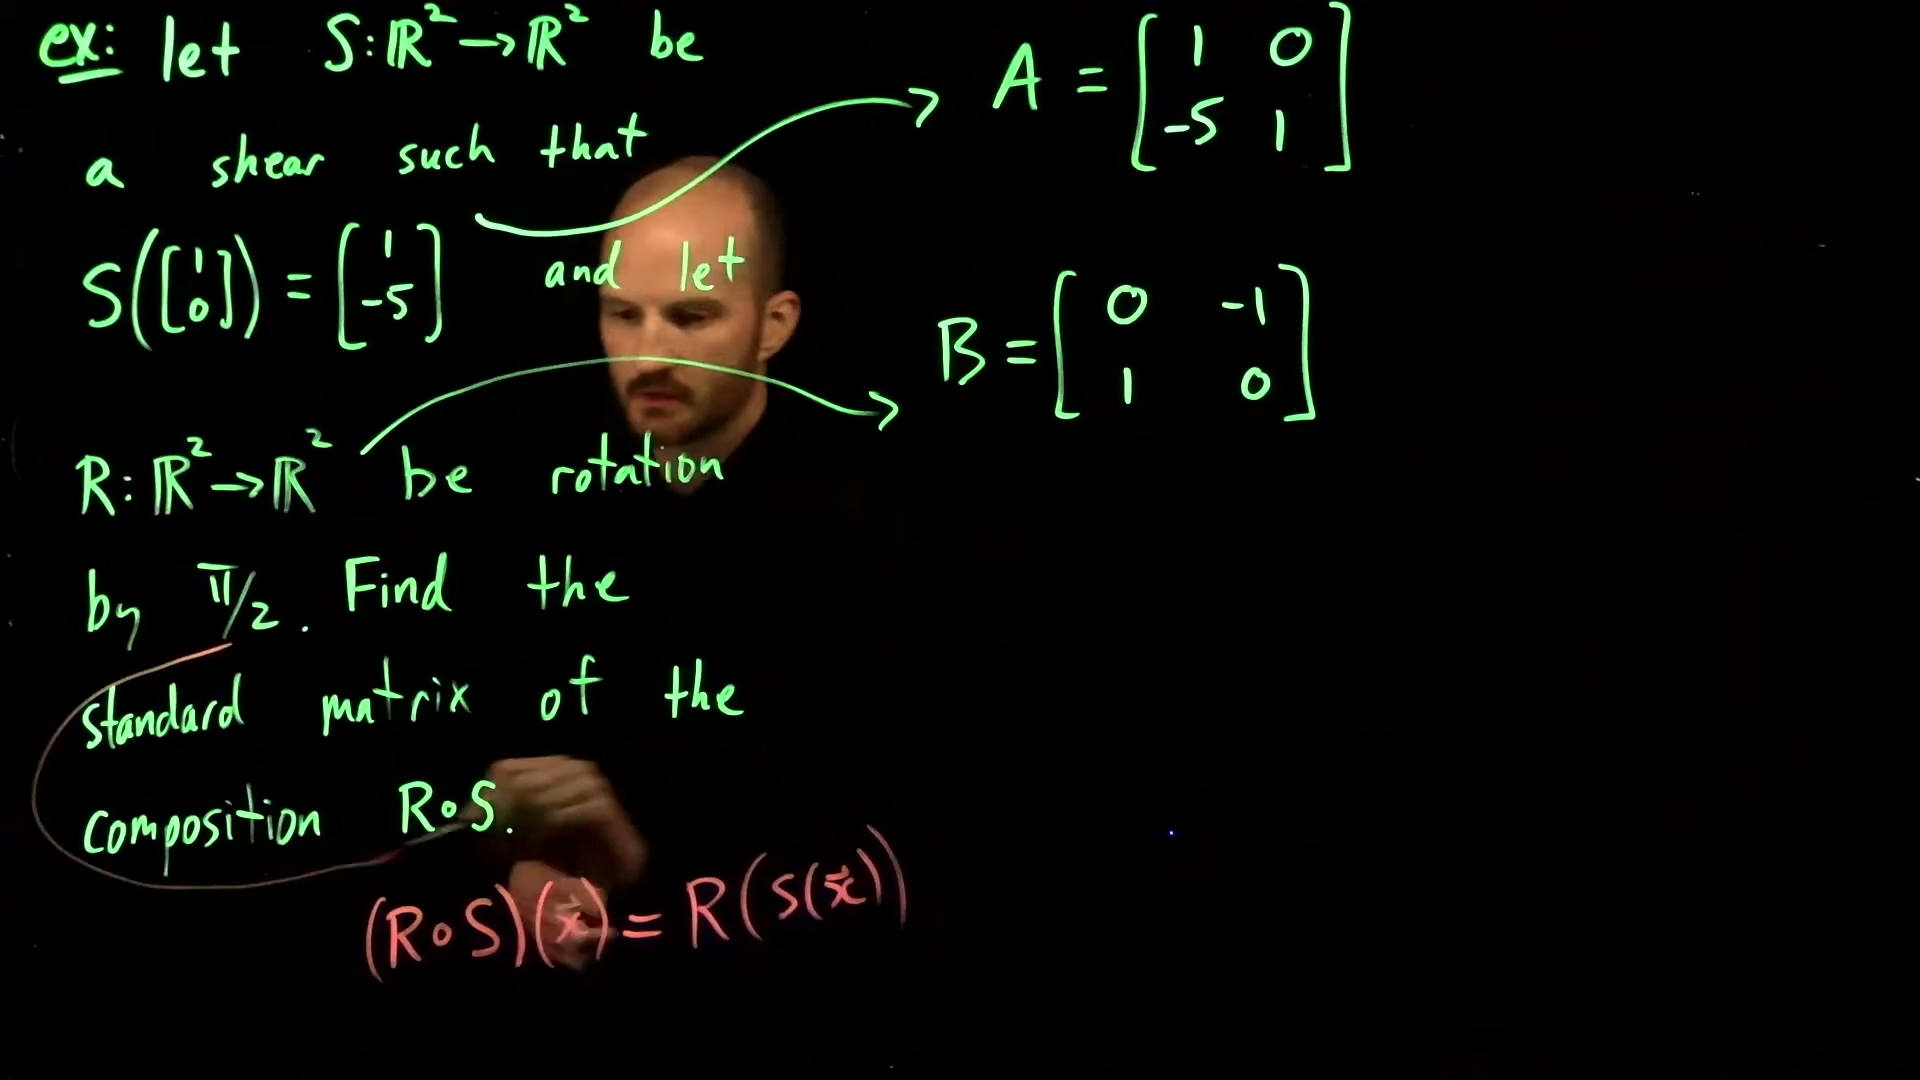 ex: let S: ℝ² → ℝ² be
a shear such that
S([1 0]) = [1 -5] and let
R: ℝ² → ℝ² be rotation
by π/2. Find the
standard matrix of the
composition R∘S.
(R∘S)(x⃗) = R(S(x⃗))
A = [1 0
-5 1]
B = [0 -1
1 0]